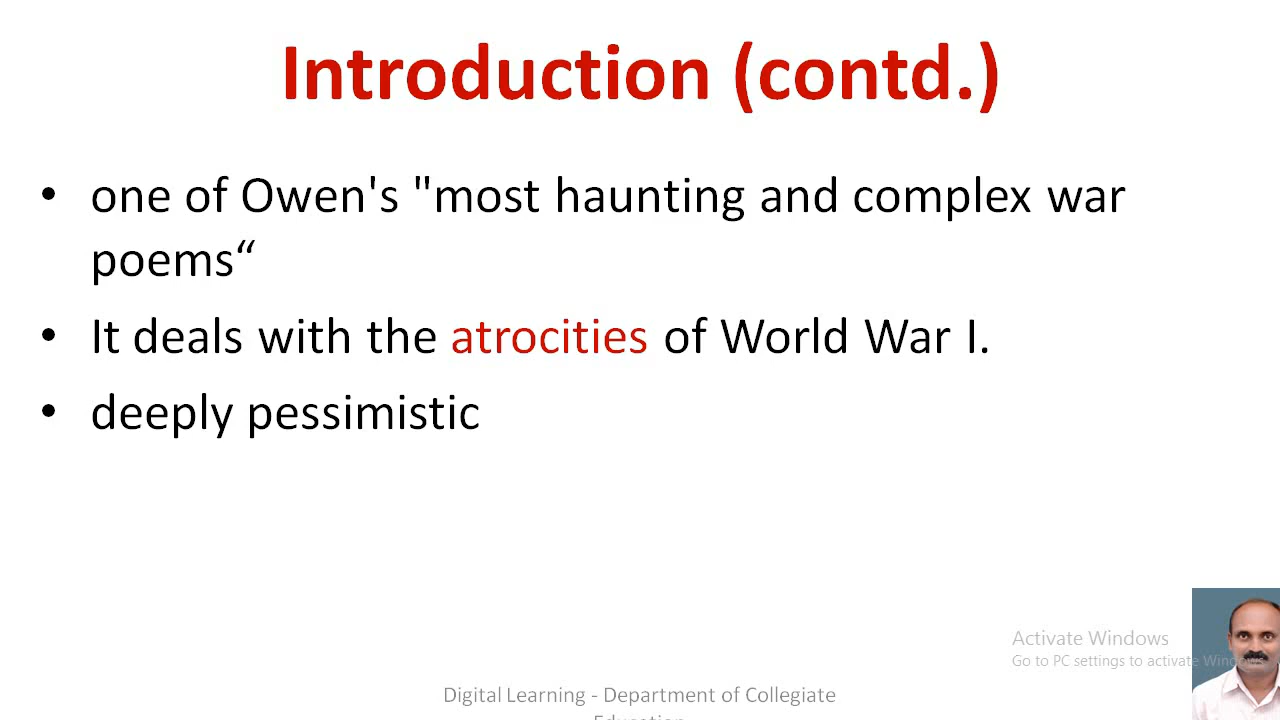 Introduction (contd.)
• one of Owen's "most haunting and complex war
poems“
• It deals with the atrocities of World War I.
• deeply pessimistic
Activate Windows
Go to PC settings to activate Windows.
Digital Learning - Department of Collegiate
Education